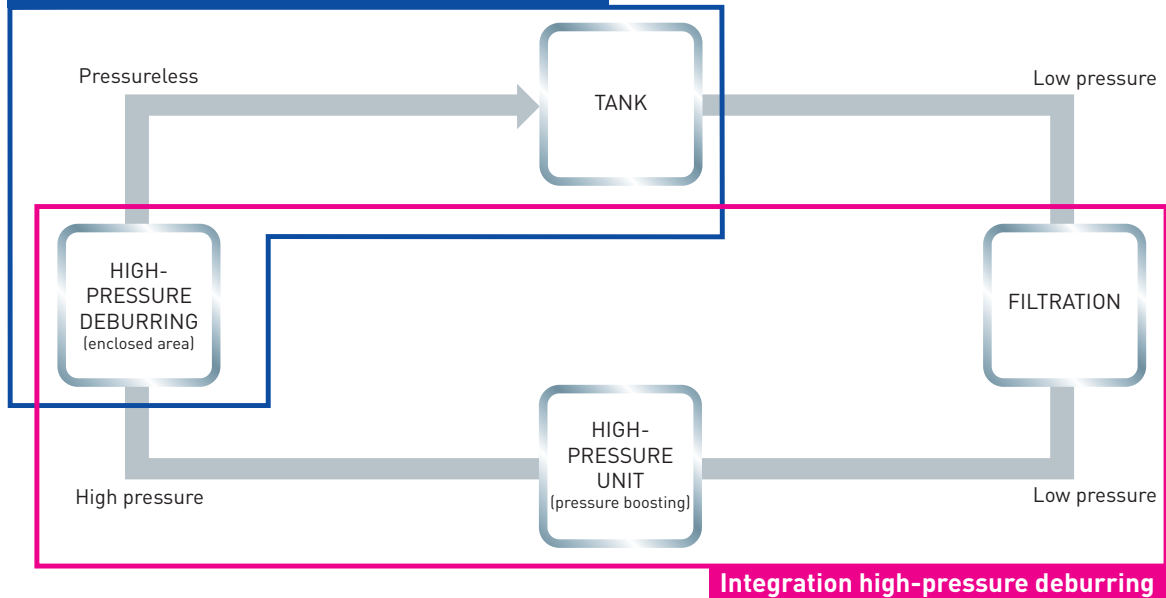 Pressureless
TANK
Low pressure
HIGH-
PRESSURE
DEBURRING
(enclosed area)
FILTRATION
HIGH-
PRESSURE
UNIT
(pressure boosting)
High pressure
Low pressure
Integration high-pressure deburring